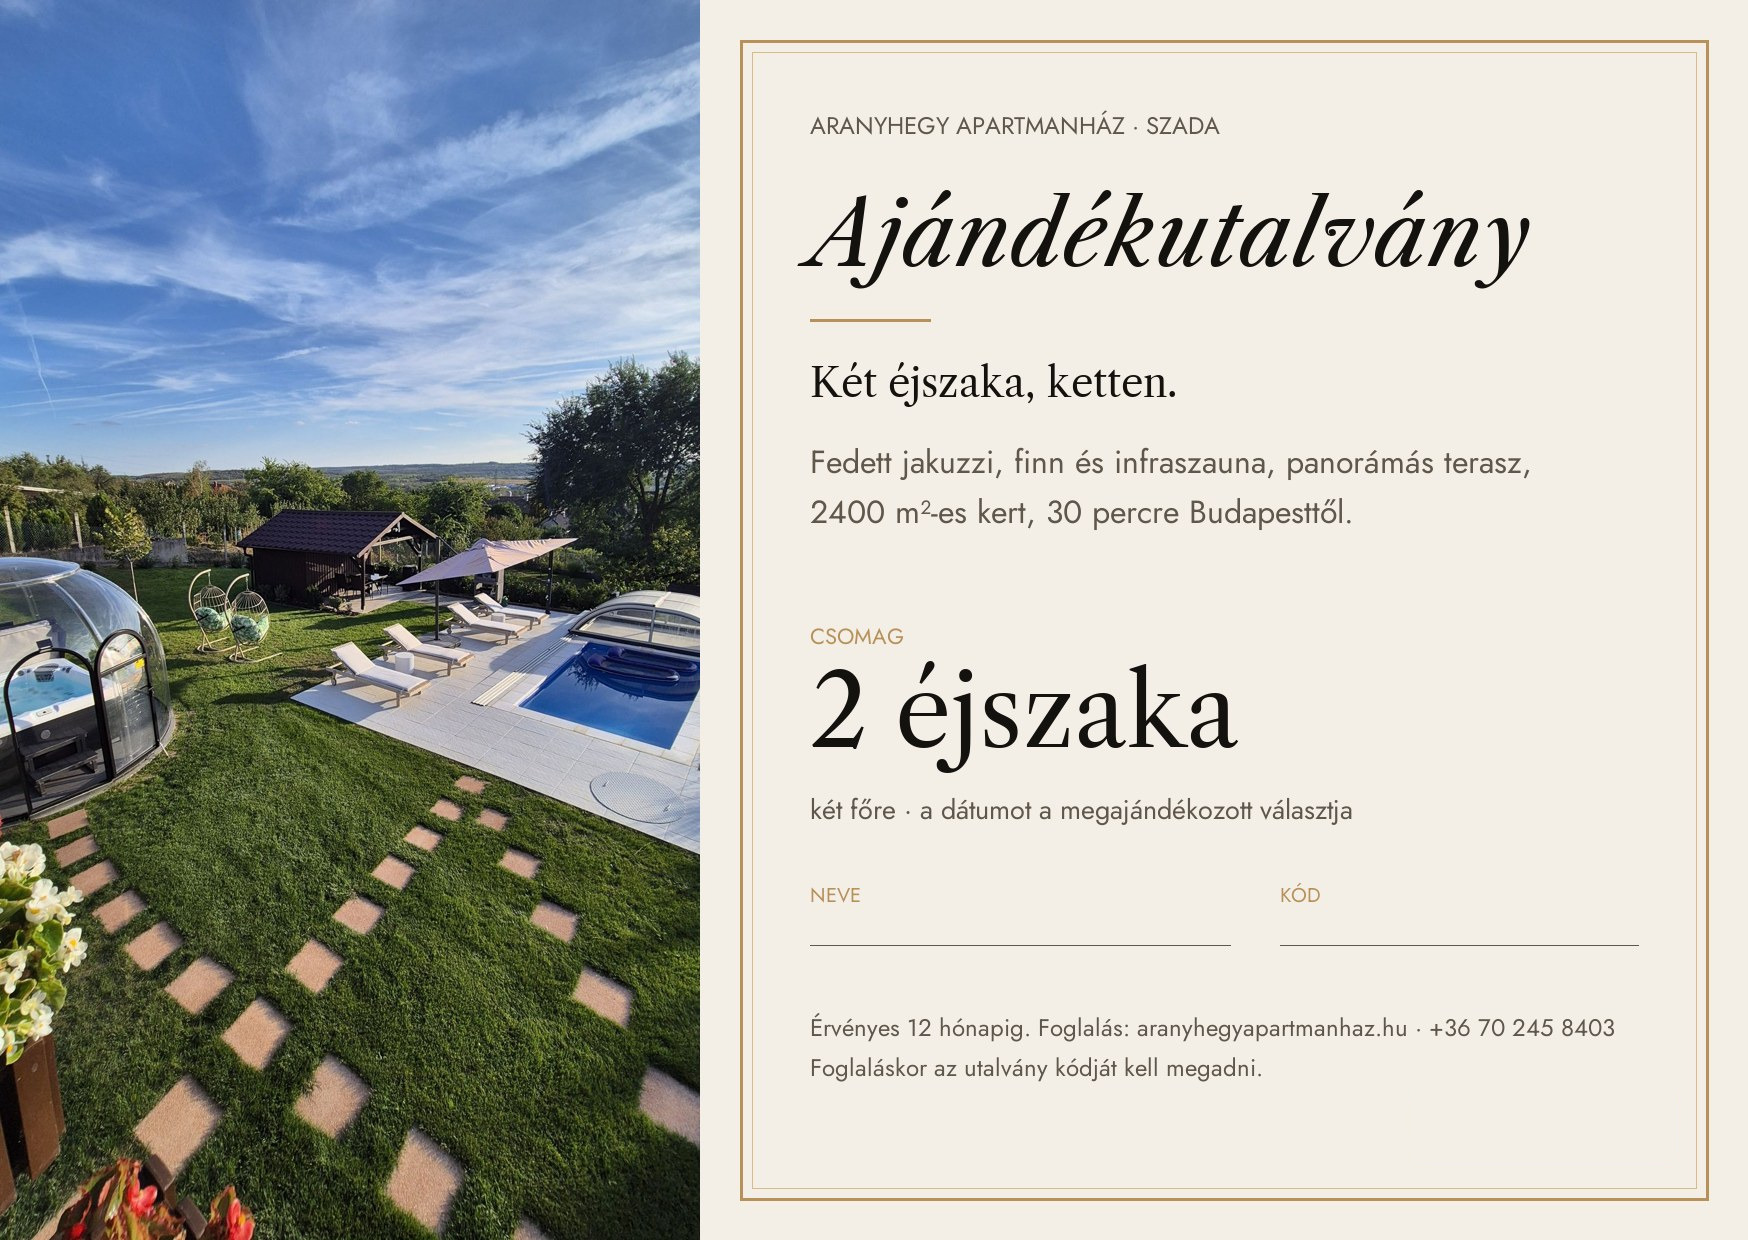 ARANYHEGY APARTMANHÁZ · SZADA
Ajándékutalvány
Két éjszaka, ketten.
Fedett jakuzzi, finn és infraszauna, panorámás terasz,
2400 m²-es kert, 30 percre Budapesttől.
CSOMAG
2 éjszaka
két főre · a dátumot a megajándékozott választja
NEVE
KÓD
Érvényes 12 hónapig. Foglalás: aranyhegyapartmanhaz.hu · +36 70 245 8403
Foglaláskor az utalvány kódját kell megadni.